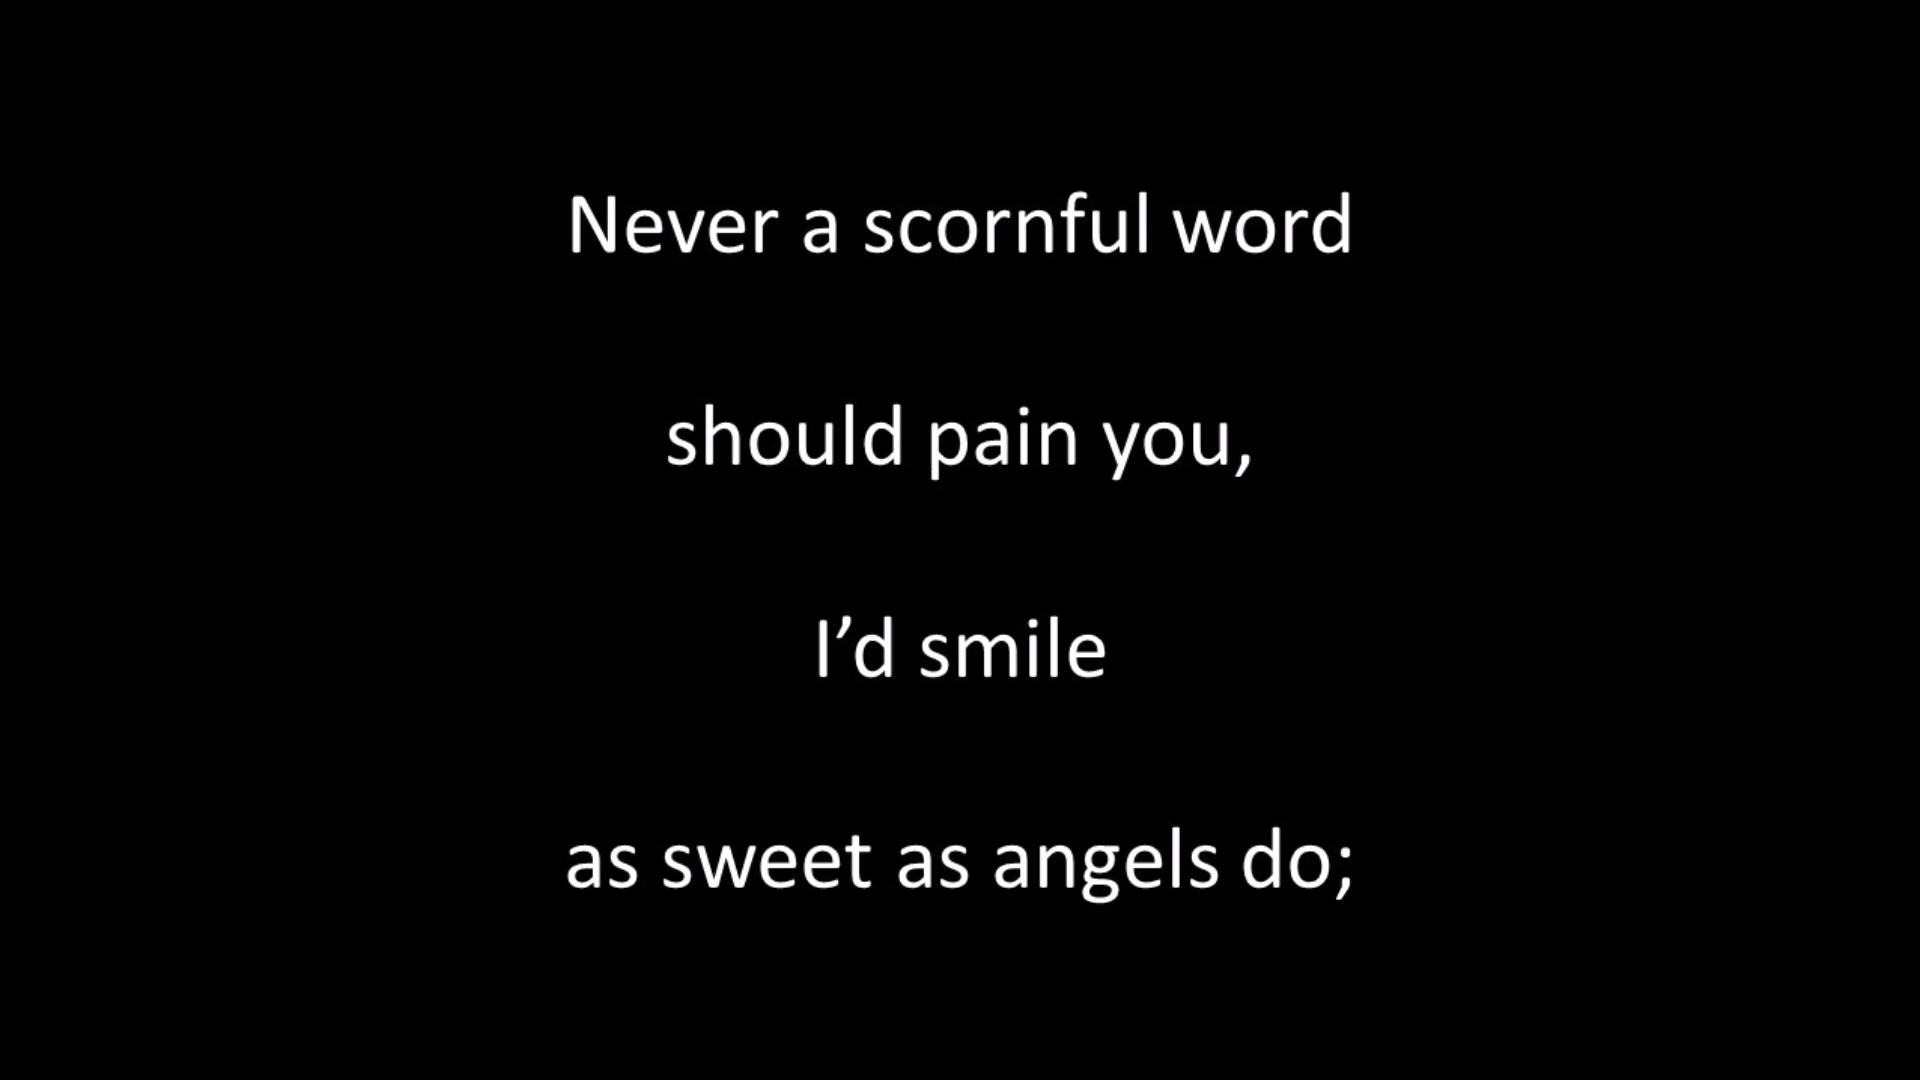 Never a scornful word
should pain you,
I’d smile
as sweet as angels do;